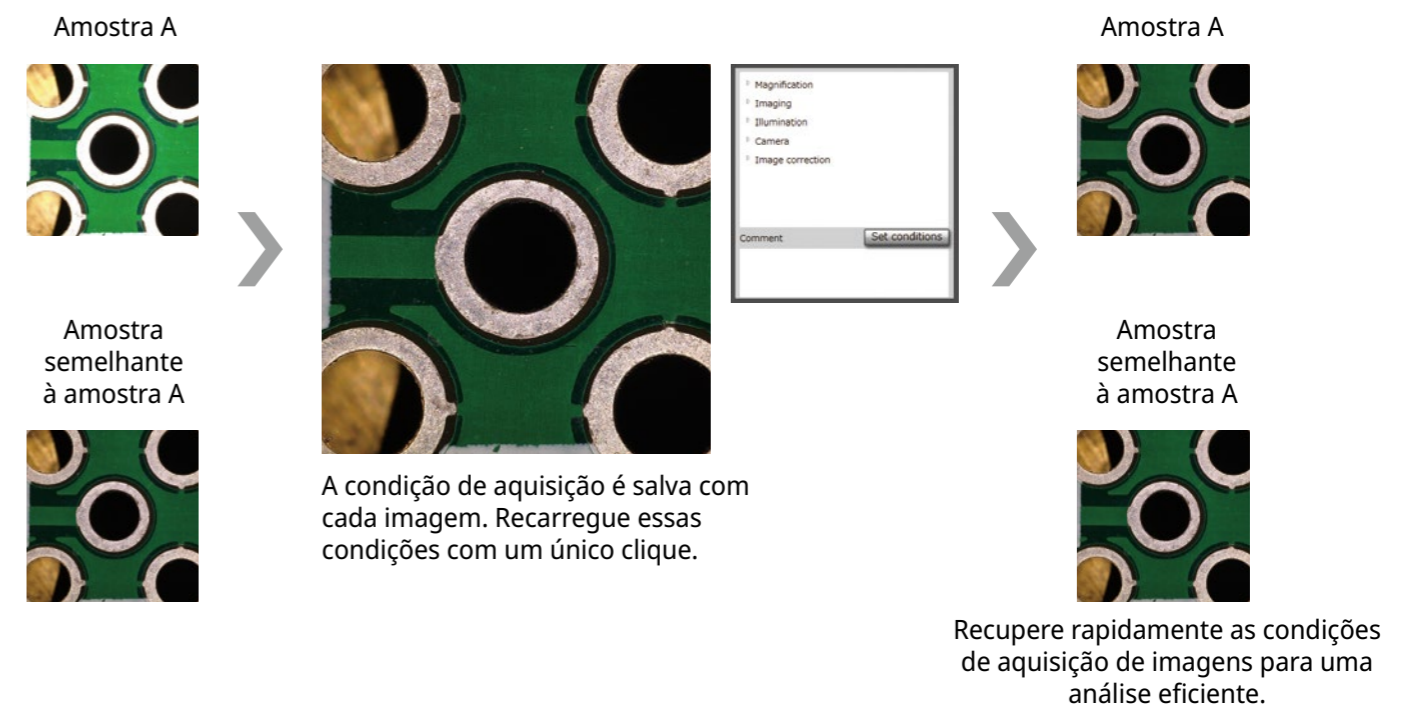 Amostra A
Amostra
semelhante
à amostra A
A condição de aquisição é salva com
cada imagem. Recarregue essas
condições com um único clique.
Magnification
Imaging
Illumination
Camera
Image correction
Comment
Set conditions
Amostra A
Amostra
semelhante
à amostra A
Recupere rapidamente as condições
de aquisição de imagens para uma
análise eficiente.